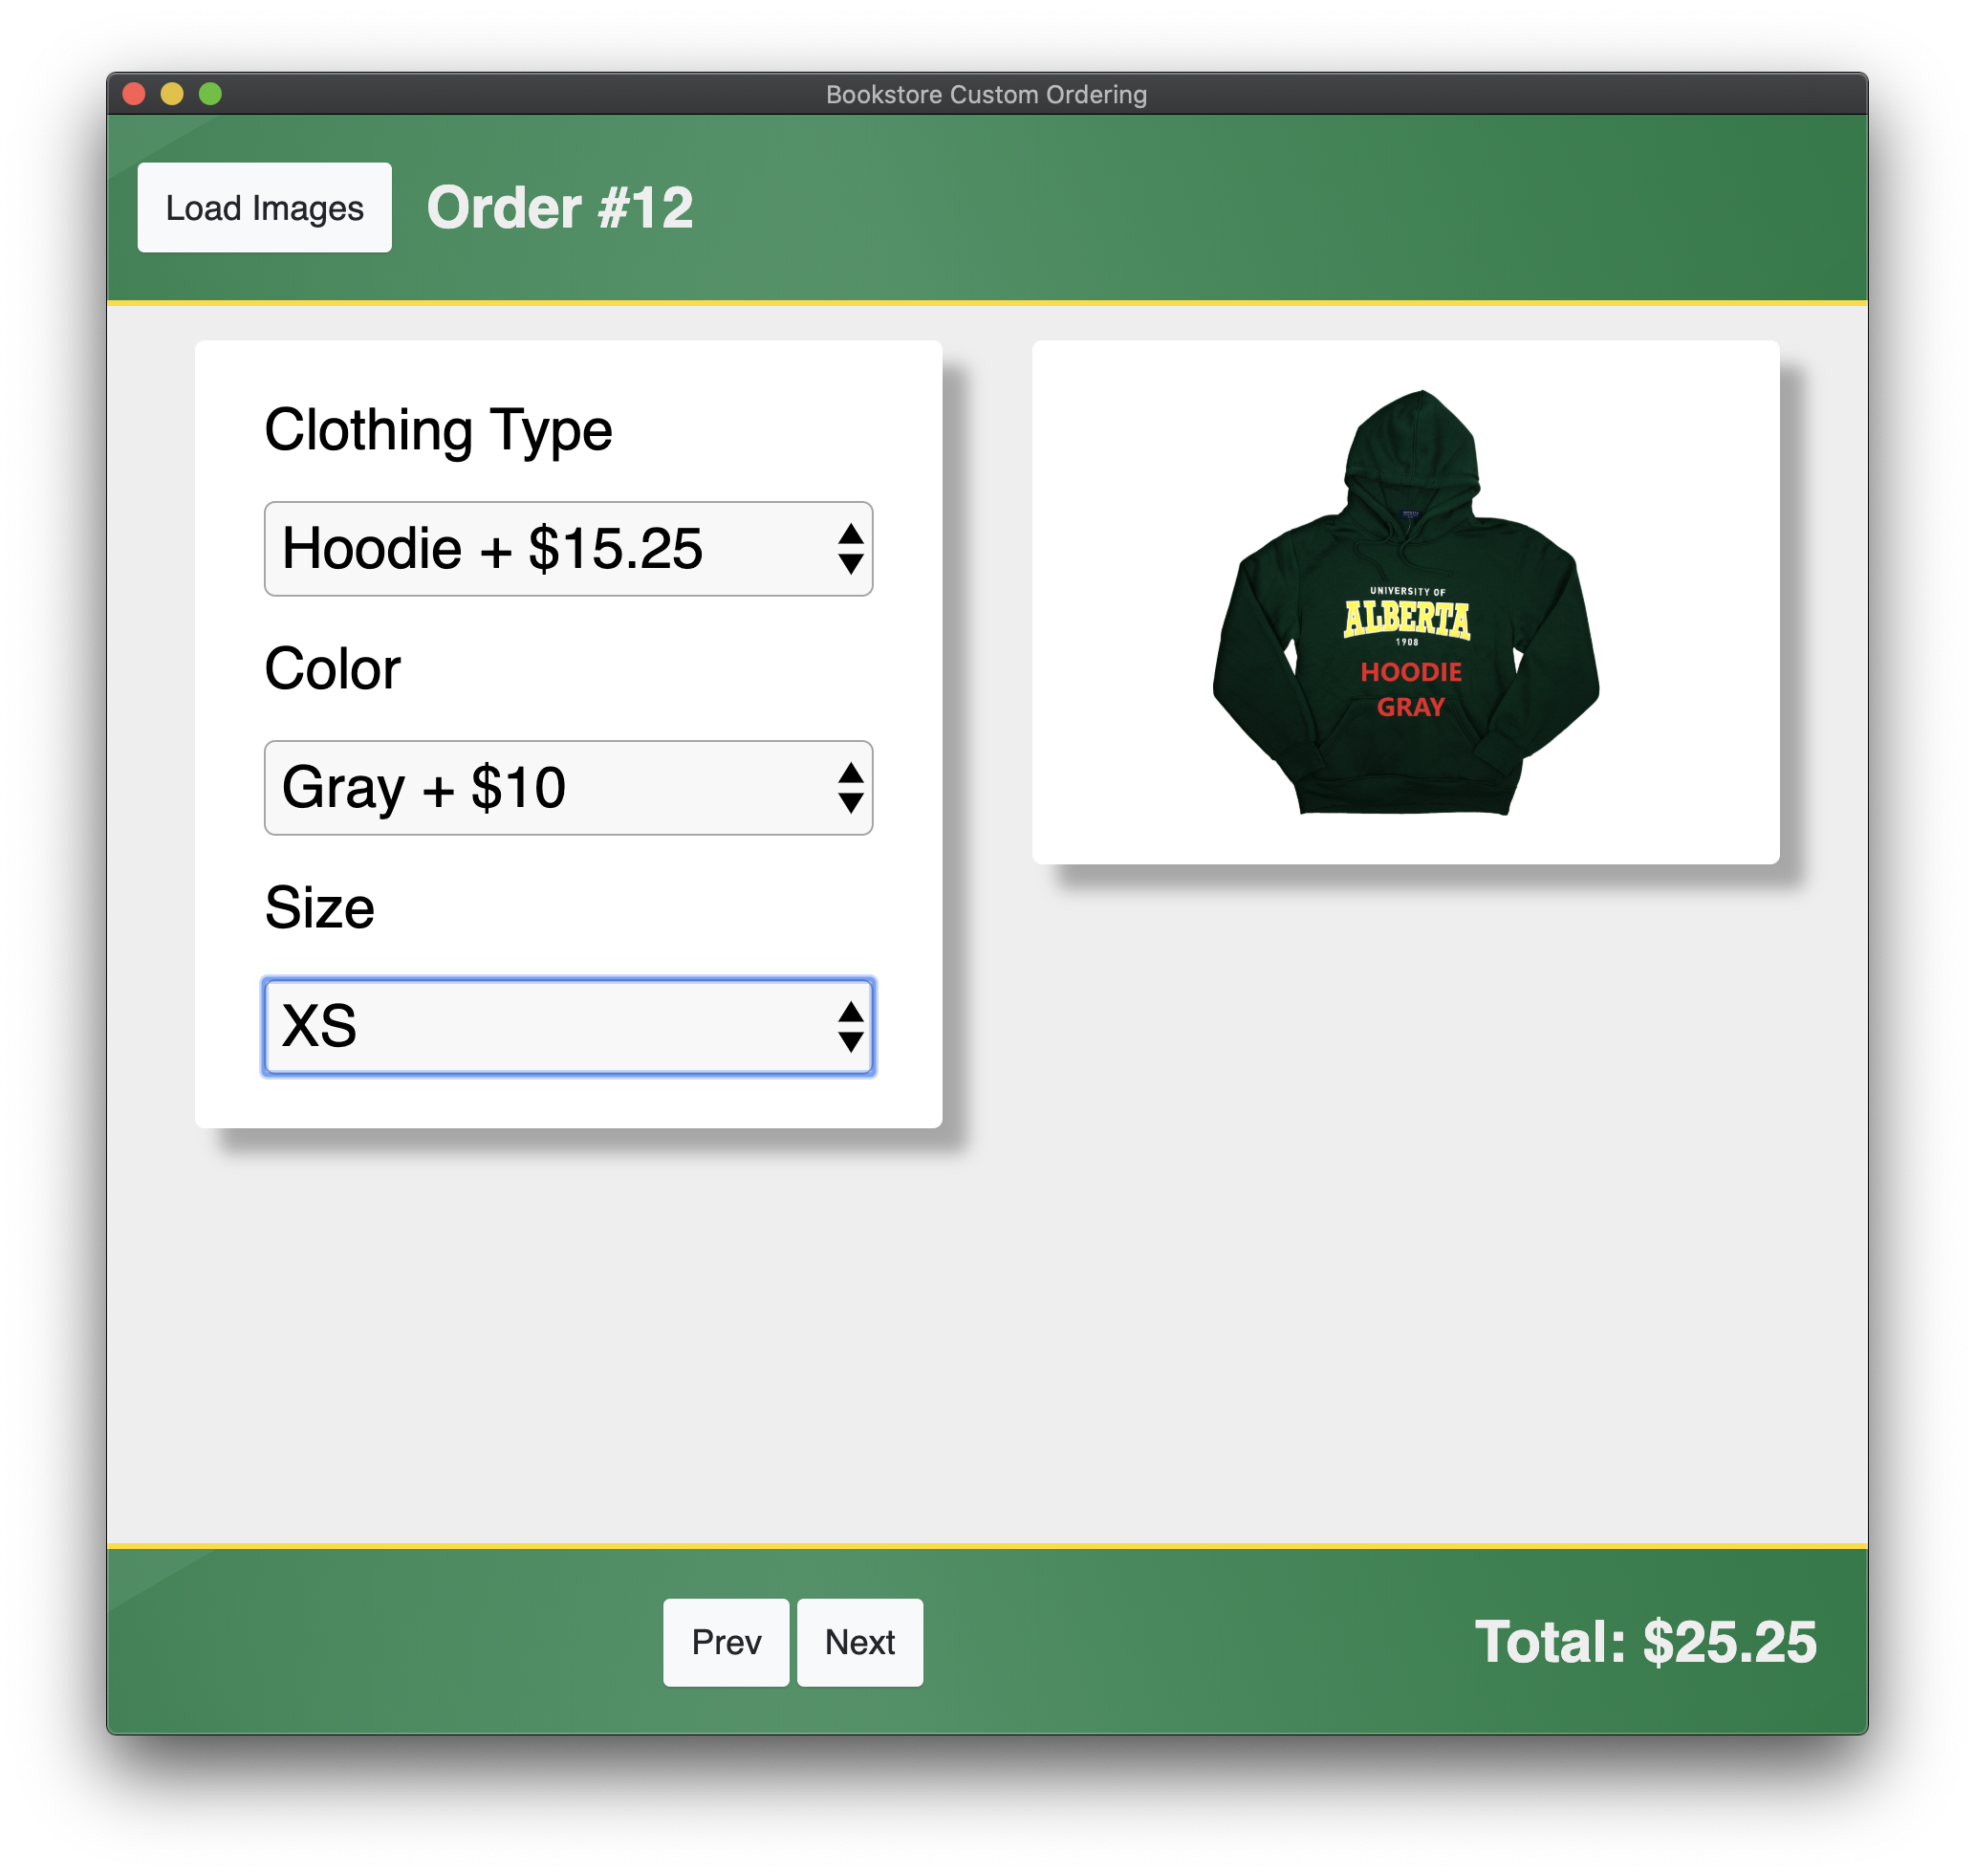 Bookstore Custom Ordering
Load Images
Order #12
Clothing Type
Hoodie + $15.25
Color
Gray + $10
Size
XS
UNIVERSITY OF
ALBERTA
1908
HOODIE
GRAY
Prev
Next
Total: $25.25